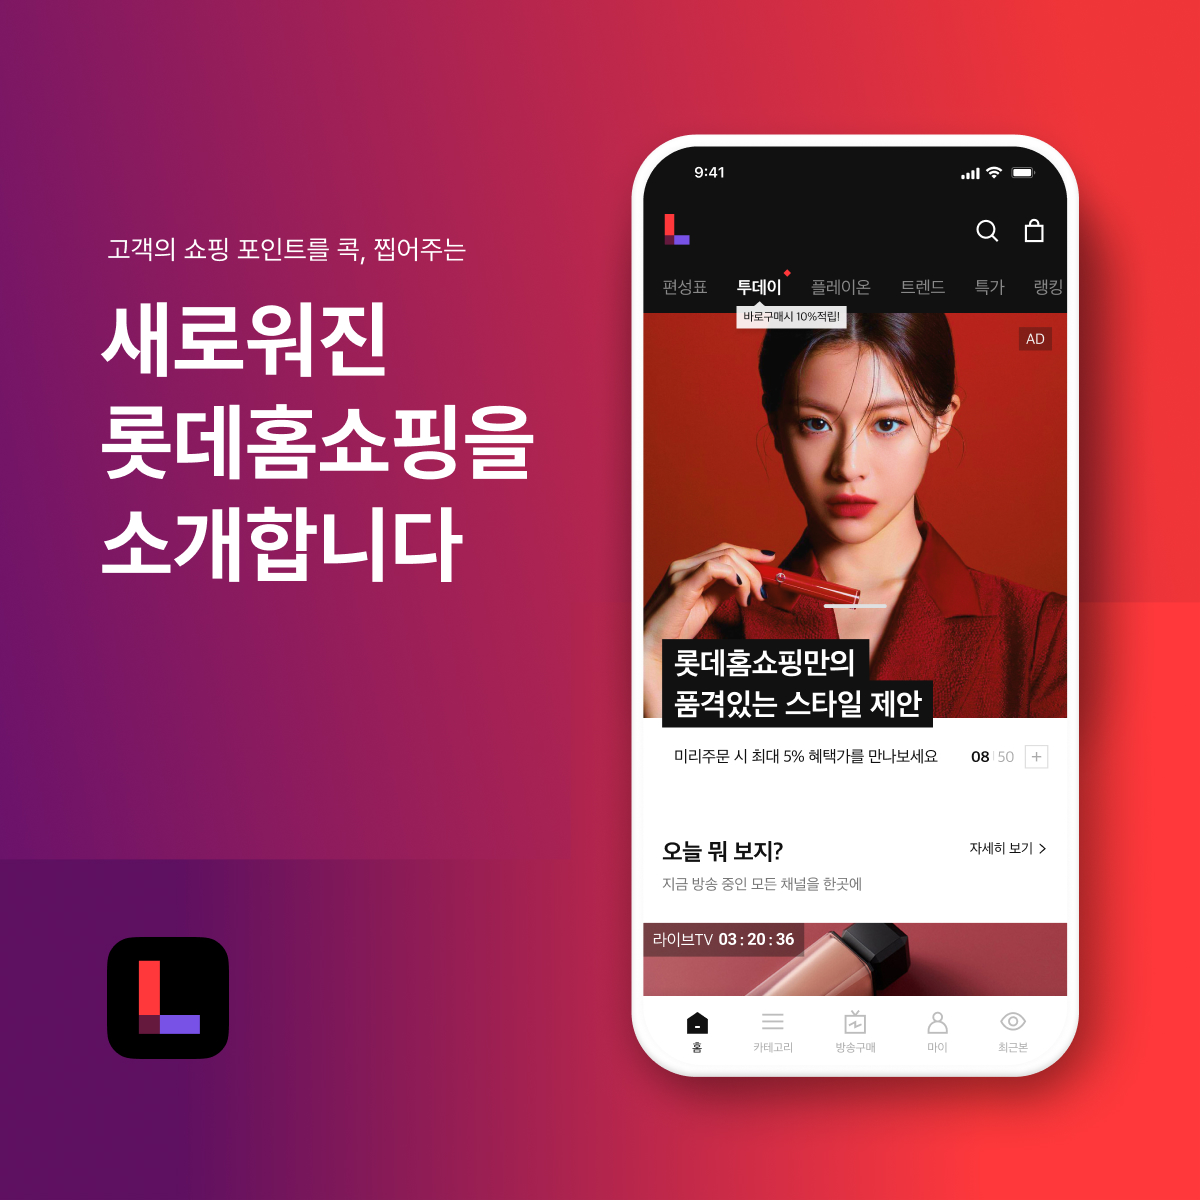 고객의 쇼핑 포인트를 콕, 찝어주는
새로워진
롯데홈쇼핑을
소개합니다
9:41
편성표 투데이 플레이온 트렌드 특가 랭킹
바로구매시 10%적립!
AD
롯데홈쇼핑만의
품격있는 스타일 제안
미리주문 시 최대 5% 혜택가를 만나보세요 08 50
오늘 뭐 보지? 자세히 보기
지금 방송 중인 모든 채널을 한곳에
라이브TV 03 : 20 : 36
홈 카테고리 방송구매 마이 최근본